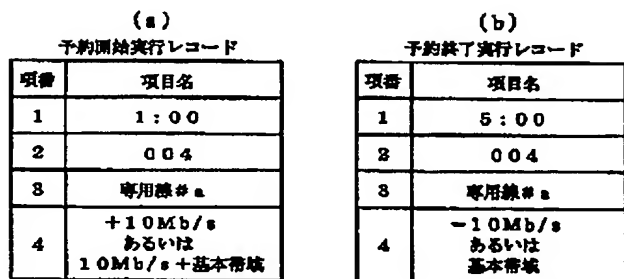 (a)
予約開始実行レコード
項番 項目名
1 1:00
2 004
3 専用線#a
4 +10Mb/s
あるいは
10Mb/s+基本帯域
(b)
予約終了実行レコード
項番 項目名
1 5:00
2 004
3 専用線#a
4 -10Mb/s
あるいは
基本帯域